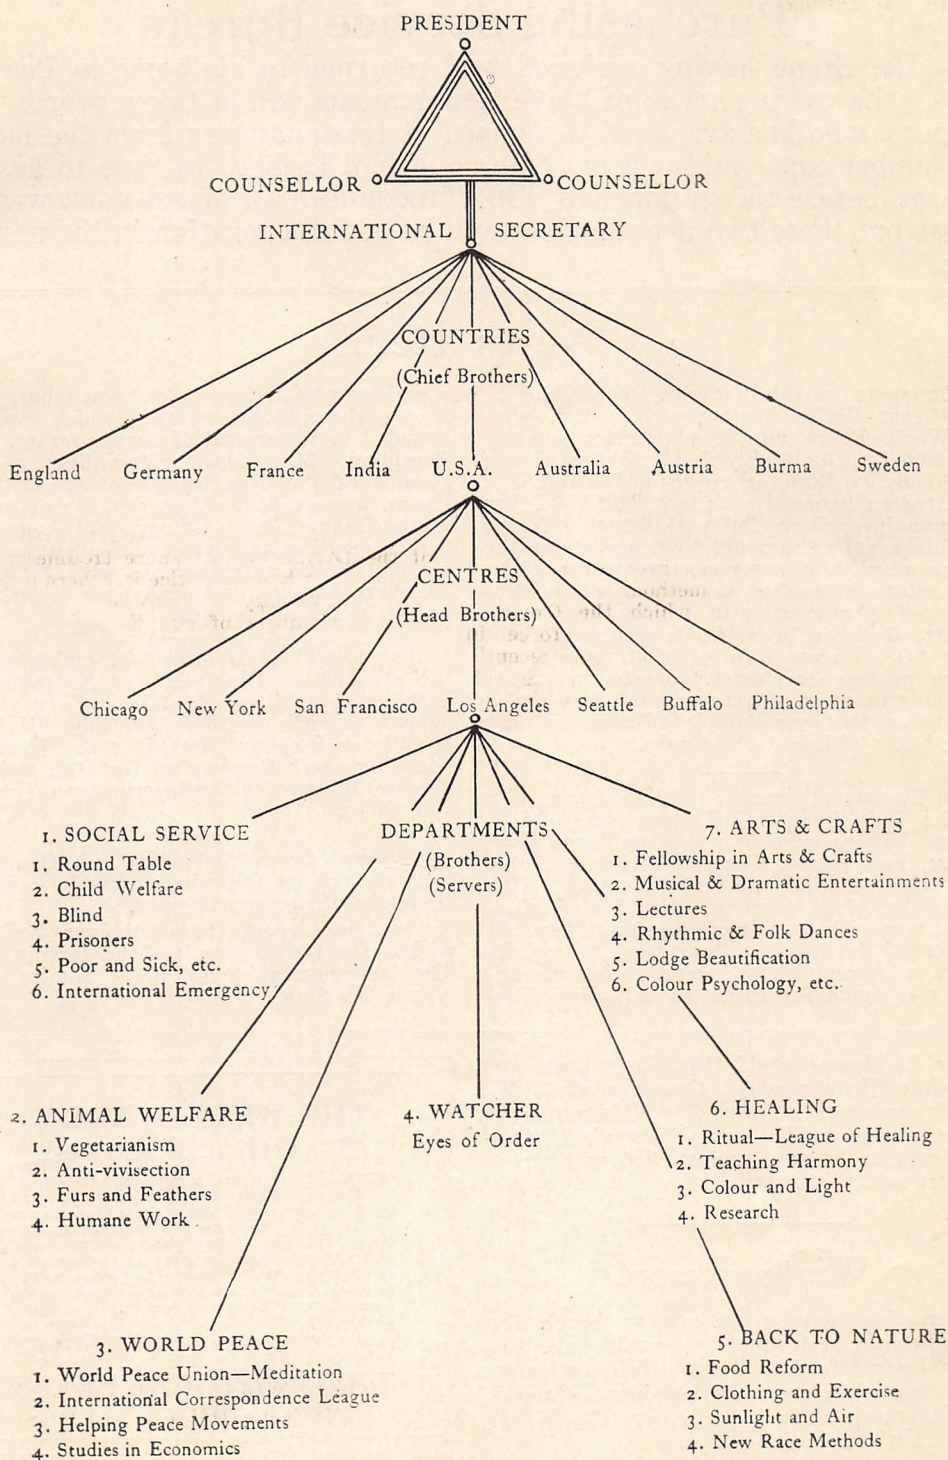 PRESIDENT
COUNSELLOR COUNSELLOR
INTERNATIONAL SECRETARY
COUNTRIES
(Chief Brothers)
England Germany France India U.S.A. Australia Austria Burma Sweden
CENTRES
(Head Brothers)
Chicago New York San Francisco Los Angeles Seattle Buffalo Philadelphia
1. SOCIAL SERVICE
1. Round Table
2. Child Welfare
3. Blind
4. Prisoners
5. Poor and Sick, etc.
6. International Emergency
DEPARTMENTS
(Brothers)
(Servers)
7. ARTS & CRAFTS
1. Fellowship in Arts & Crafts
2. Musical & Dramatic Entertainments
3. Lectures
4. Rhythmic & Folk Dances
5. Lodge Beautification
6. Colour Psychology, etc.
2. ANIMAL WELFARE
1. Vegetarianism
2. Anti-vivisection
3. Furs and Feathers
4. Humane Work
4. WATCHER
Eyes of Order
6. HEALING
1. Ritual—League of Healing
2. Teaching Harmony
3. Colour and Light
4. Research
3. WORLD PEACE
1. World Peace Union—Meditation
2. International Correspondence League
3. Helping Peace Movements
4. Studies in Economics
5. BACK TO NATURE
1. Food Reform
2. Clothing and Exercise
3. Sunlight and Air
4. New Race Methods